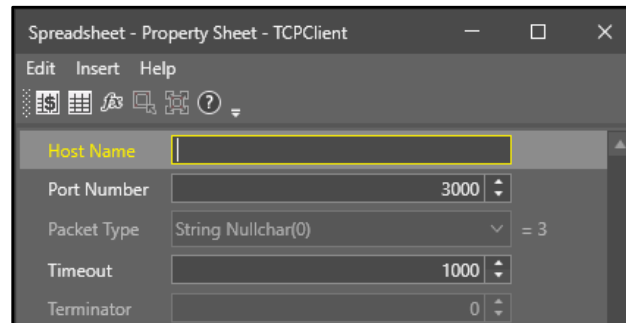 Spreadsheet - Property Sheet - TCPClient
Edit Insert Help
Host Name
Port Number 3000
Packet Type String Nullchar(0) = 3
Timeout 1000
Terminator 0